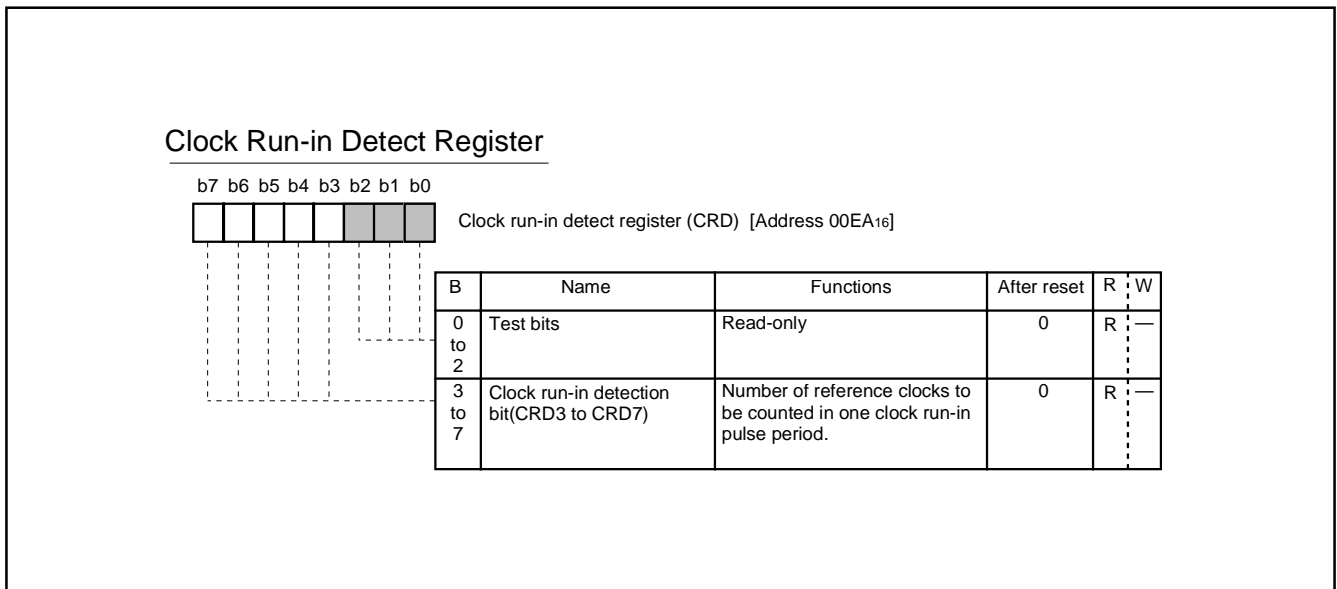 Clock Run-in Detect Register
b7 b6 b5 b4 b3 b2 b1 b0
Clock run-in detect register (CRD) [Address 00EA16]
B Name Functions After reset R W
0 to 2 Test bits Read-only 0 R —
3 to 7 Clock run-in detection bit(CRD3 to CRD7) Number of reference clocks to be counted in one clock run-in pulse period. 0 R —